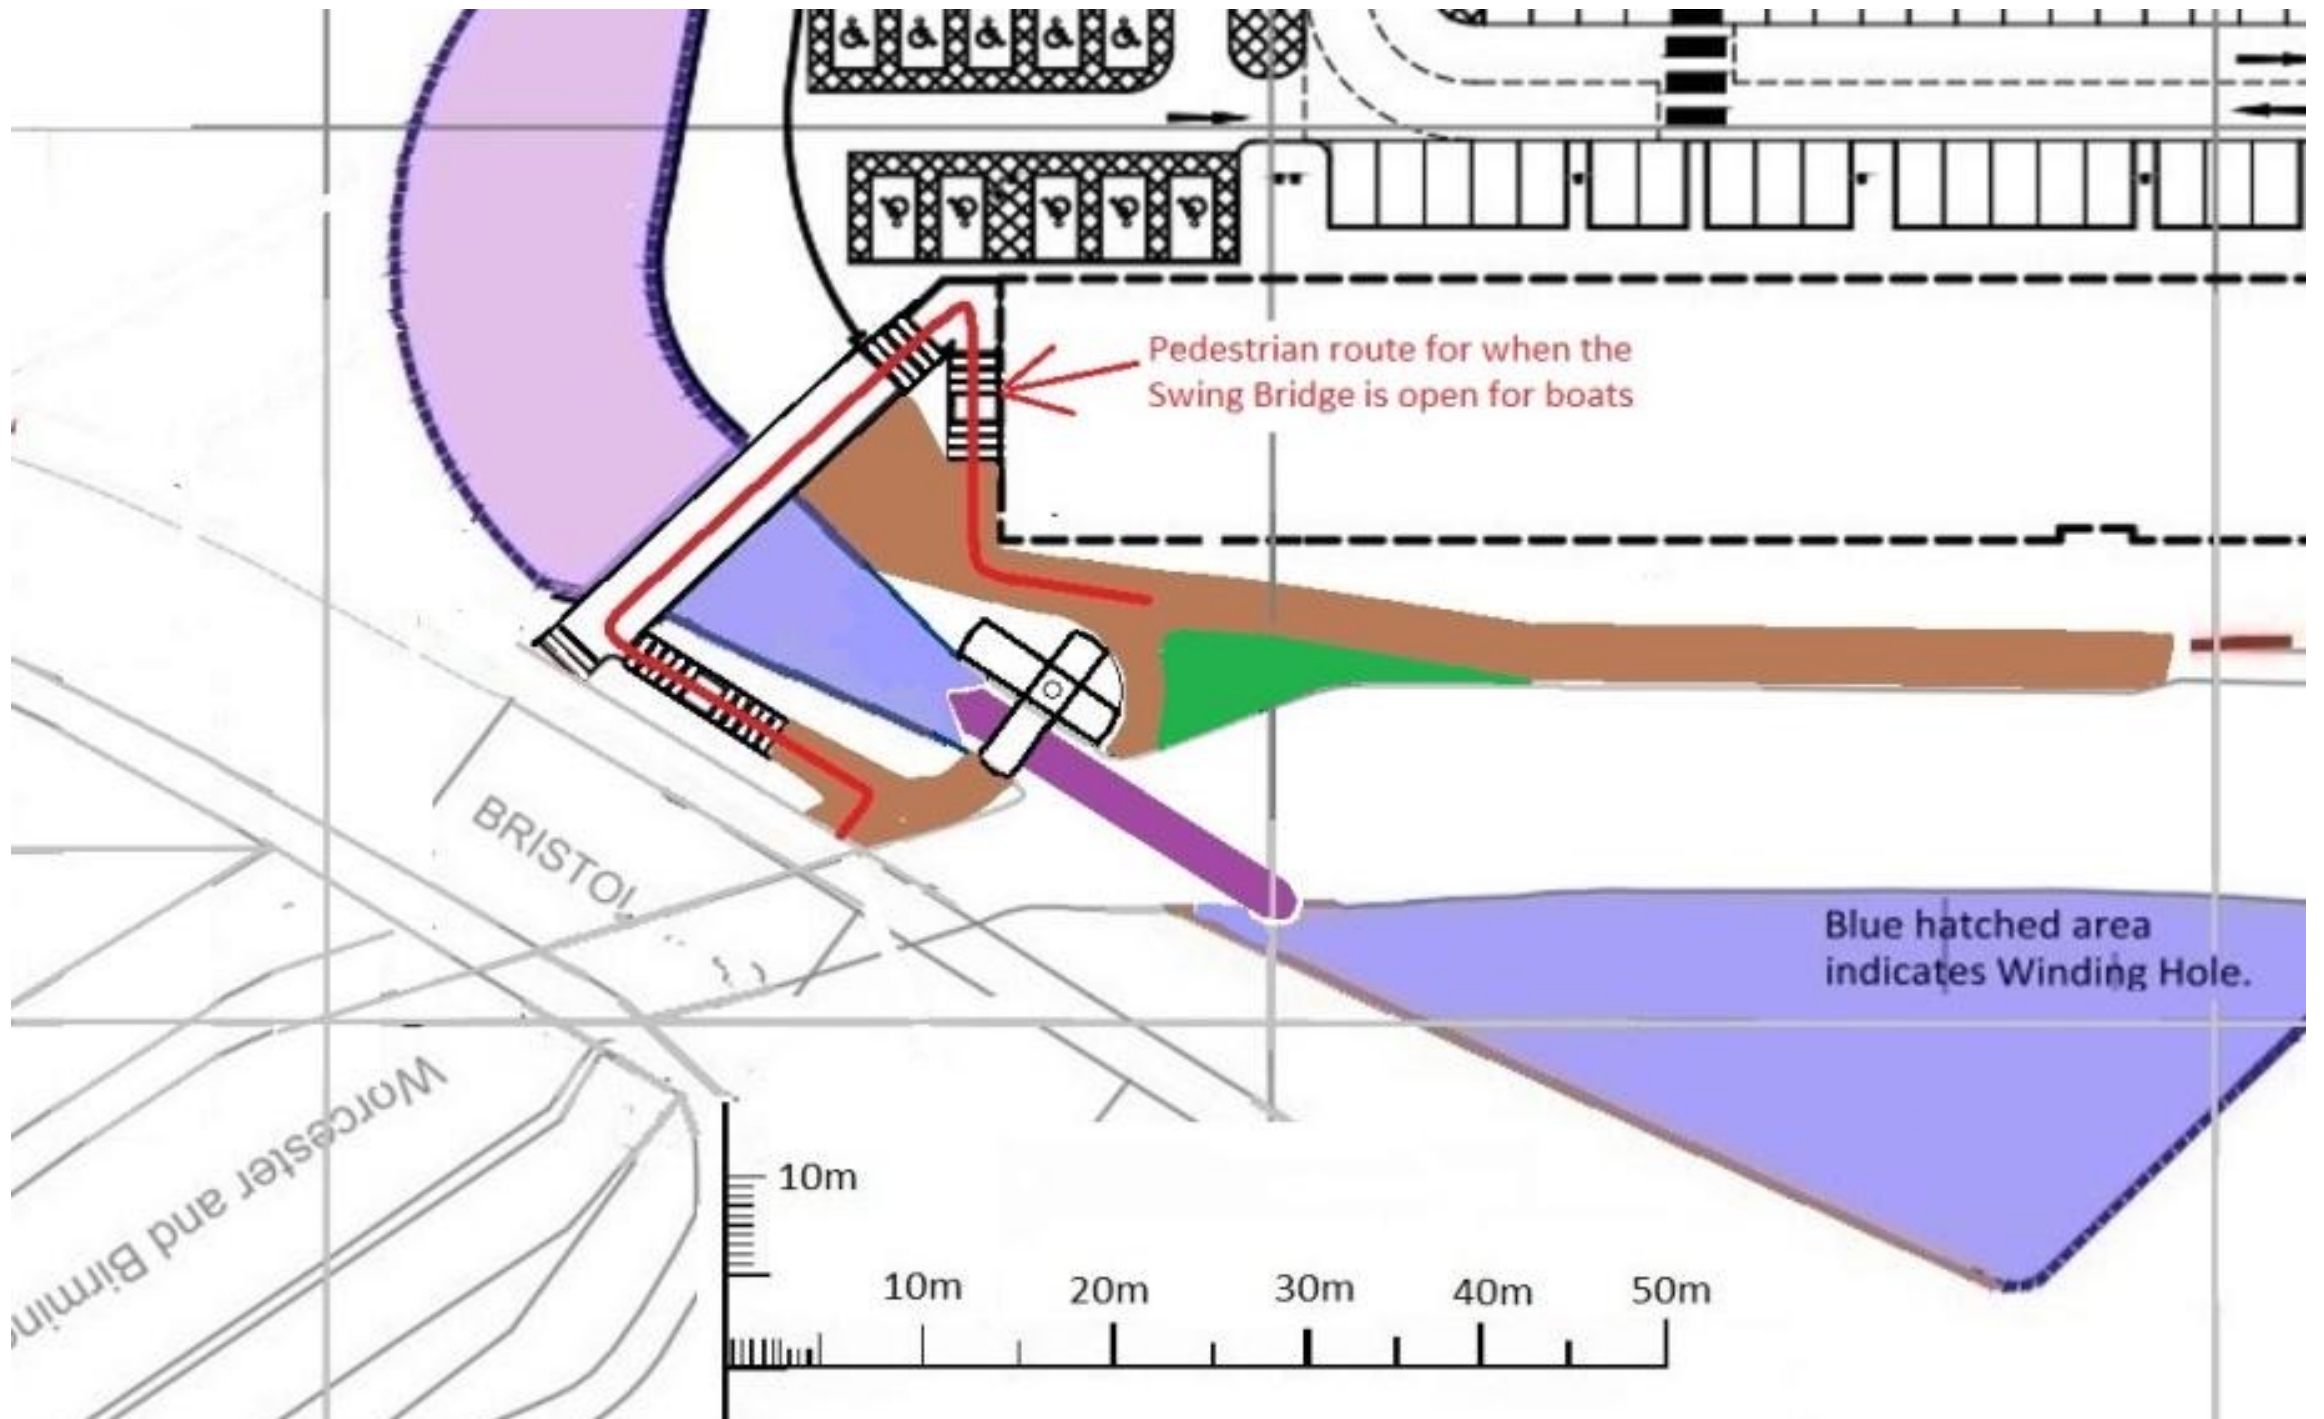 Pedestrian route for when the
Swing Bridge is open for boats
BRISTOL
Blue hatched area
indicates Winding Hole.
Worcester and Birming
10m
10m
20m
30m
40m
50m